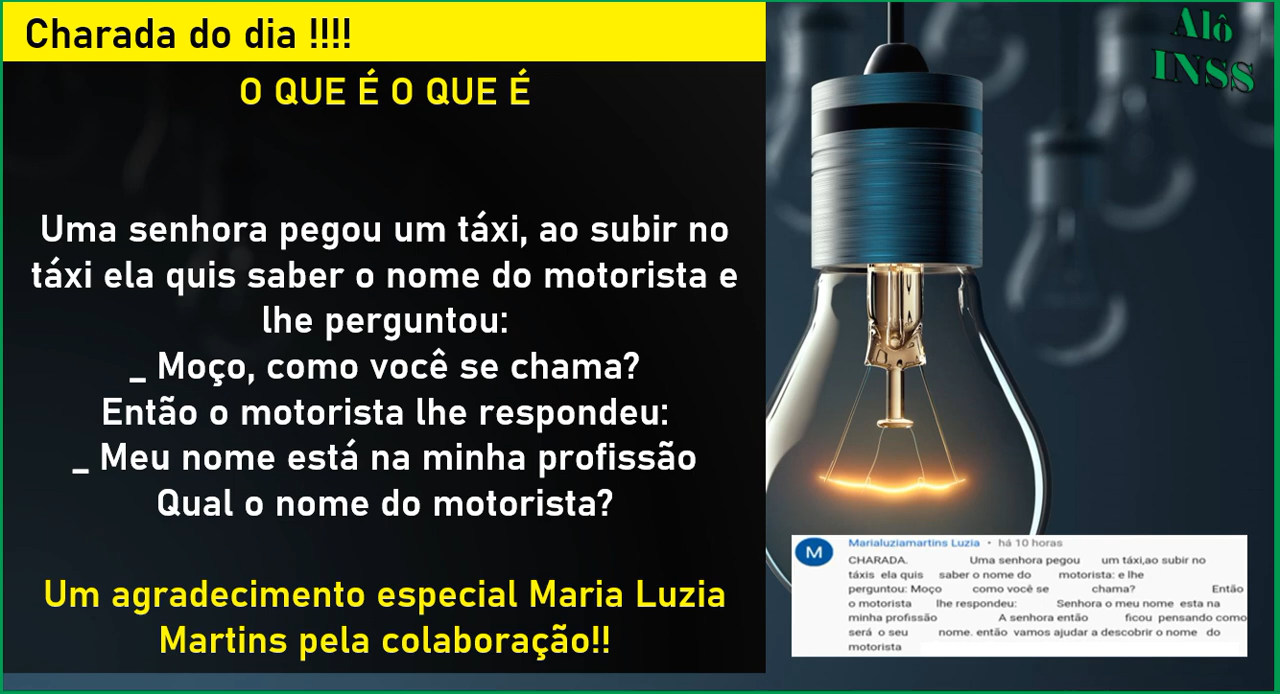 Charada do dia !!!!
O QUE É O QUE É
Uma senhora pegou um táxi, ao subir no
táxi ela quis saber o nome do motorista e
lhe perguntou:
_ Moço, como você se chama?
Então o motorista lhe respondeu:
_ Meu nome está na minha profissão
Qual o nome do motorista?
Um agradecimento especial Maria Luzia
Martins pela colaboração!!
Alô
INSS
M
Marialuziamartins Luzia • há 10 horas
CHARADA. Uma senhora pegou um táxi,ao subir no
táxis ela quis saber o nome do motorista: e lhe
perguntou: Moço como você se chama? Então
o motorista lhe respondeu: Senhora o meu nome esta na
minha profissão A senhora então ficou pensando como
será o seu nome. então vamos ajudar a descobrir o nome do
motorista